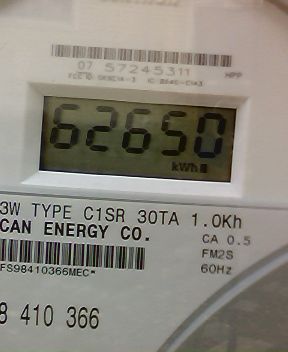 07 57245311
HPP
62650
kWh
3W TYPE C1SR 30TA 1.0Kh
CAN ENERGY CO.
CA 0.5
FM2S
60Hz
FS98410366MEC*
8 410 366